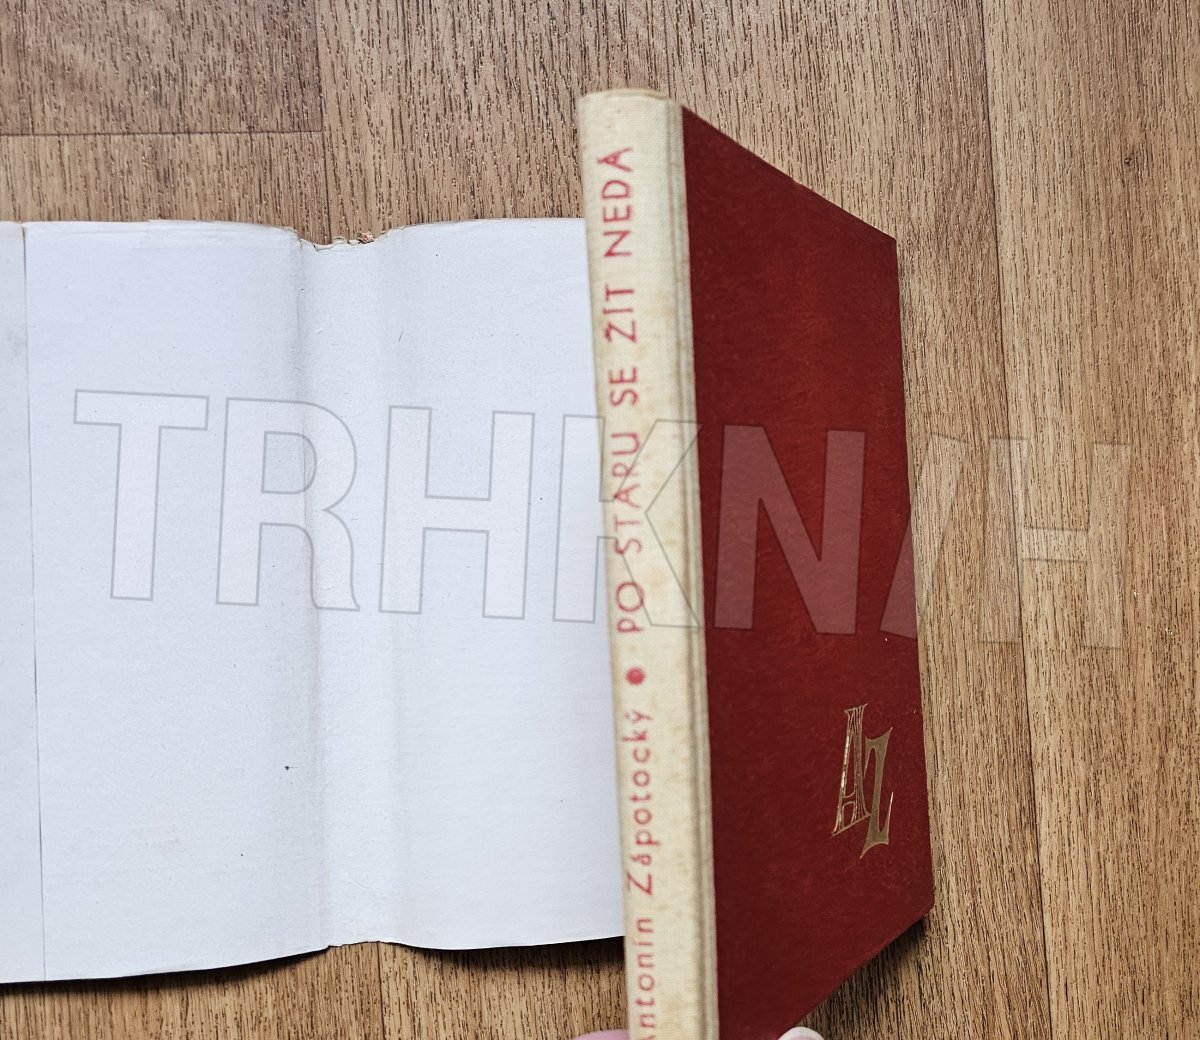 Antonín Zápotocký • PO STARU SE ŽÍT NEDÁ
AZ
TRHKNIH